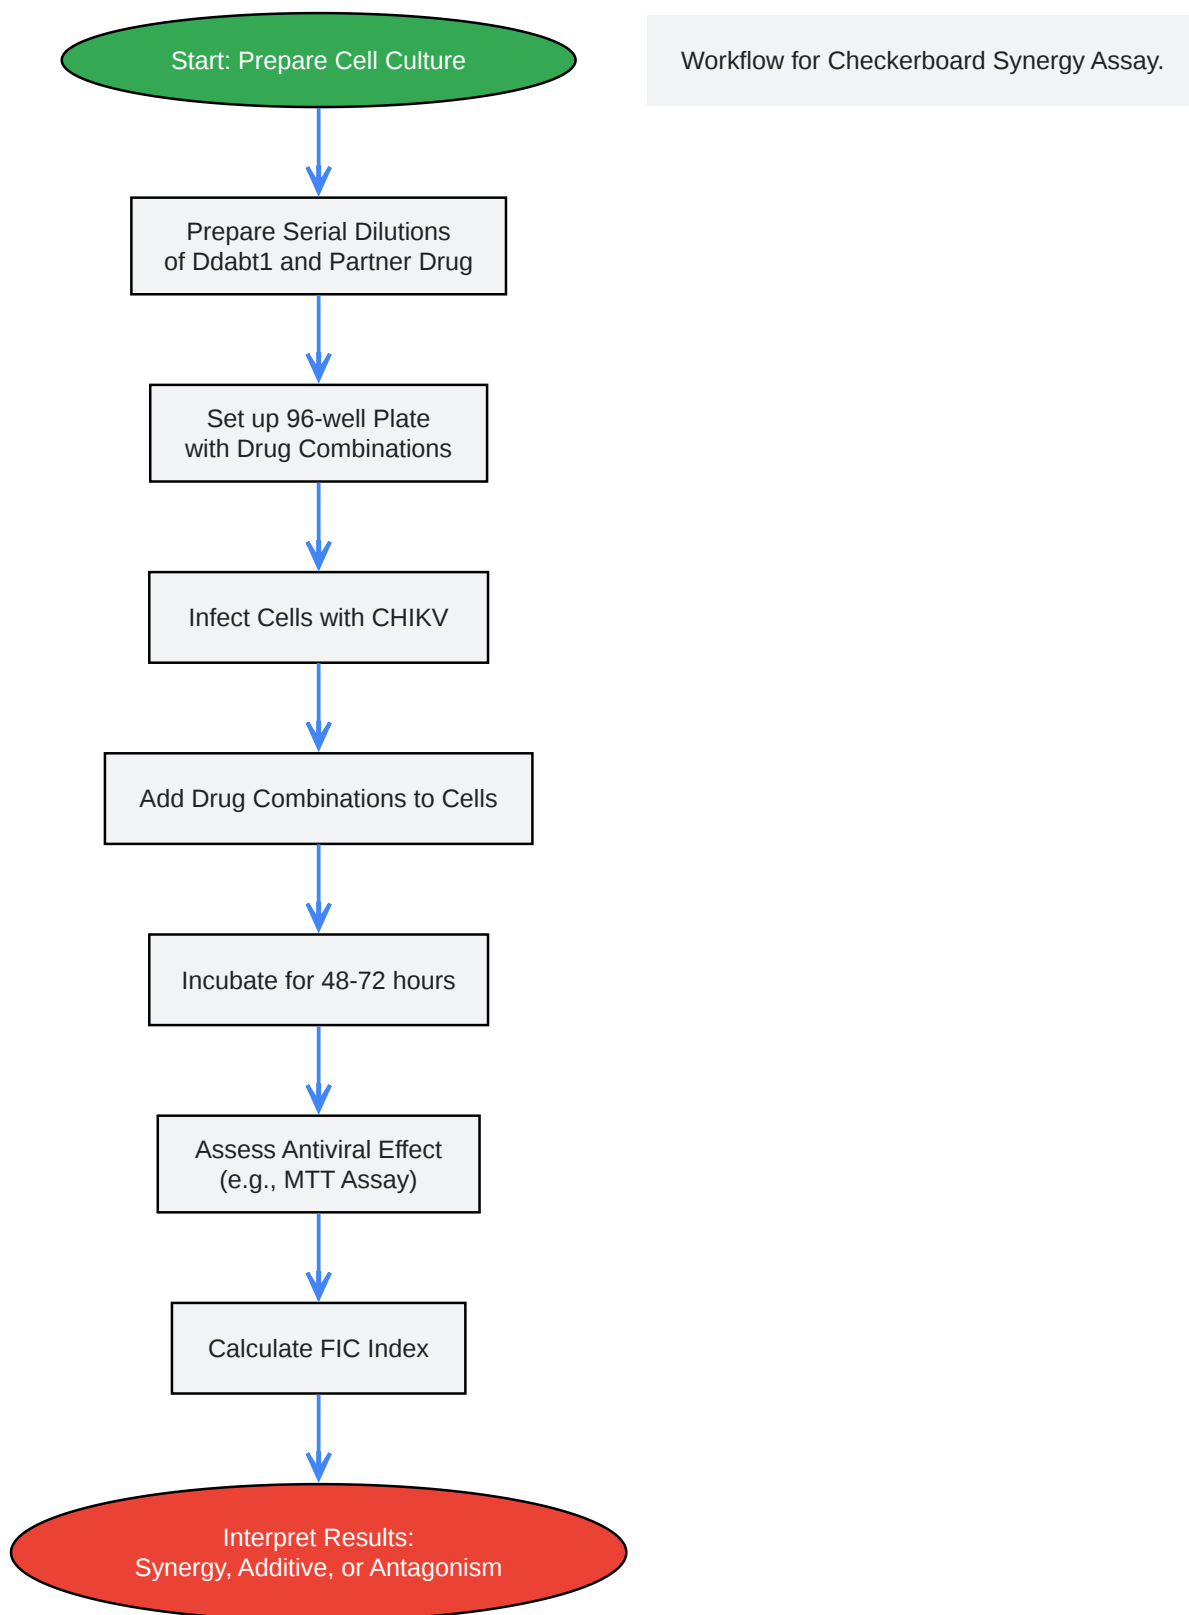 Start: Prepare Cell Culture
Workflow for Checkerboard Synergy Assay.
Prepare Serial Dilutions
of Ddabt1 and Partner Drug
Set up 96-well Plate
with Drug Combinations
Infect Cells with CHIKV
Add Drug Combinations to Cells
Incubate for 48-72 hours
Assess Antiviral Effect
(e.g., MTT Assay)
Calculate FIC Index
Interpret Results:
Synergy, Additive, or Antagonism